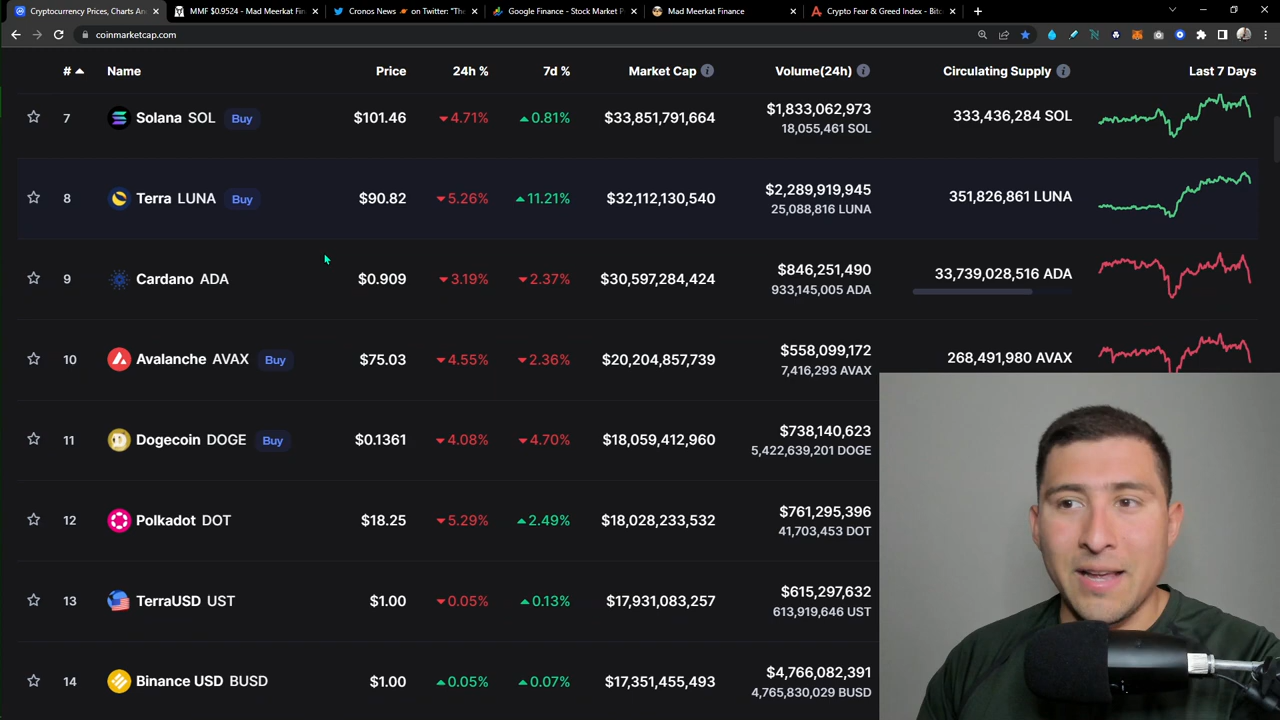 Cryptocurrency Prices, Charts An
MMF $0.9524 - Mad Meerkat Fin
Cronos News 🪐 on Twitter: "The
Google Finance - Stock Market P
Mad Meerkat Finance
Crypto Fear & Greed Index - Bitc
coinmarketcap.com
# Name Price 24h % 7d % Market Cap Volume(24h) Circulating Supply Last 7 Days
7 Solana SOL Buy $101.46 4.71% 0.81% $33,851,791,664 $1,833,062,973 333,436,284 SOL
18,055,461 SOL
8 Terra LUNA Buy $90.82 5.26% 11.21% $32,112,130,540 $2,289,919,945 351,826,861 LUNA
25,088,816 LUNA
9 Cardano ADA $0.909 3.19% 2.37% $30,597,284,424 $846,251,490 33,739,028,516 ADA
933,145,005 ADA
10 Avalanche AVAX Buy $75.03 4.55% 2.36% $20,204,857,739 $558,099,172 268,491,980 AVAX
7,416,293 AVAX
11 Dogecoin DOGE Buy $0.1361 4.08% 4.70% $18,059,412,960 $738,140,623
5,422,639,201 DOGE
12 Polkadot DOT $18.25 5.29% 2.49% $18,028,233,532 $761,295,396
41,703,453 DOT
13 TerraUSD UST $1.00 0.05% 0.13% $17,931,083,257 $615,297,632
613,919,646 UST
14 Binance USD BUSD $1.00 0.05% 0.07% $17,351,455,493 $4,766,082,391
4,765,830,029 BUSD